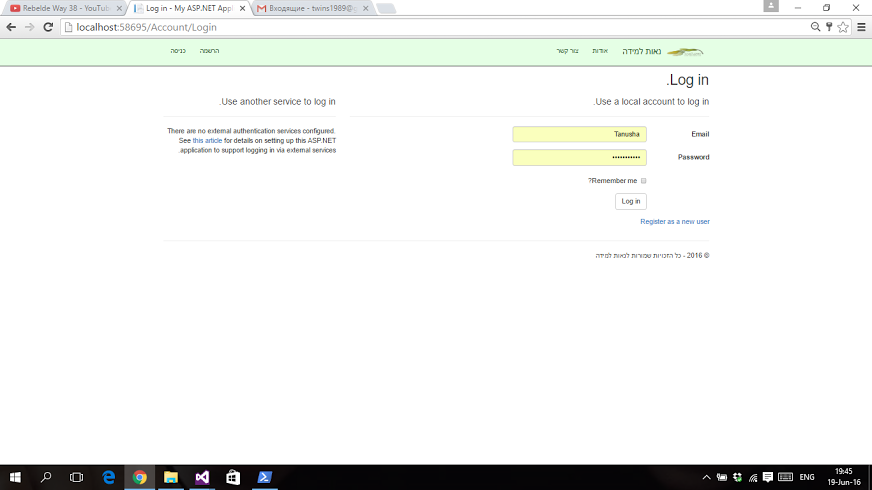 Rebelde Way 38 - YouTub
Log in - My ASP.NET Appl
Входящие - twins1989@g
localhost:58695/Account/Login
נאות למידה
אודות
צור קשר
הרשמה
כניסה
.Log in
.Use a local account to log in
Email
Tanusha
Password
•••••••••••
?Remember me
Log in
Register as a new user
.Use another service to log in
.There are no external authentication services configured
See this article for details on setting up this ASP.NET
.application to support logging in via external services
© 2016 - כל הזכויות שמורות לנאות למידה
ENG
19:45
19-Jun-16